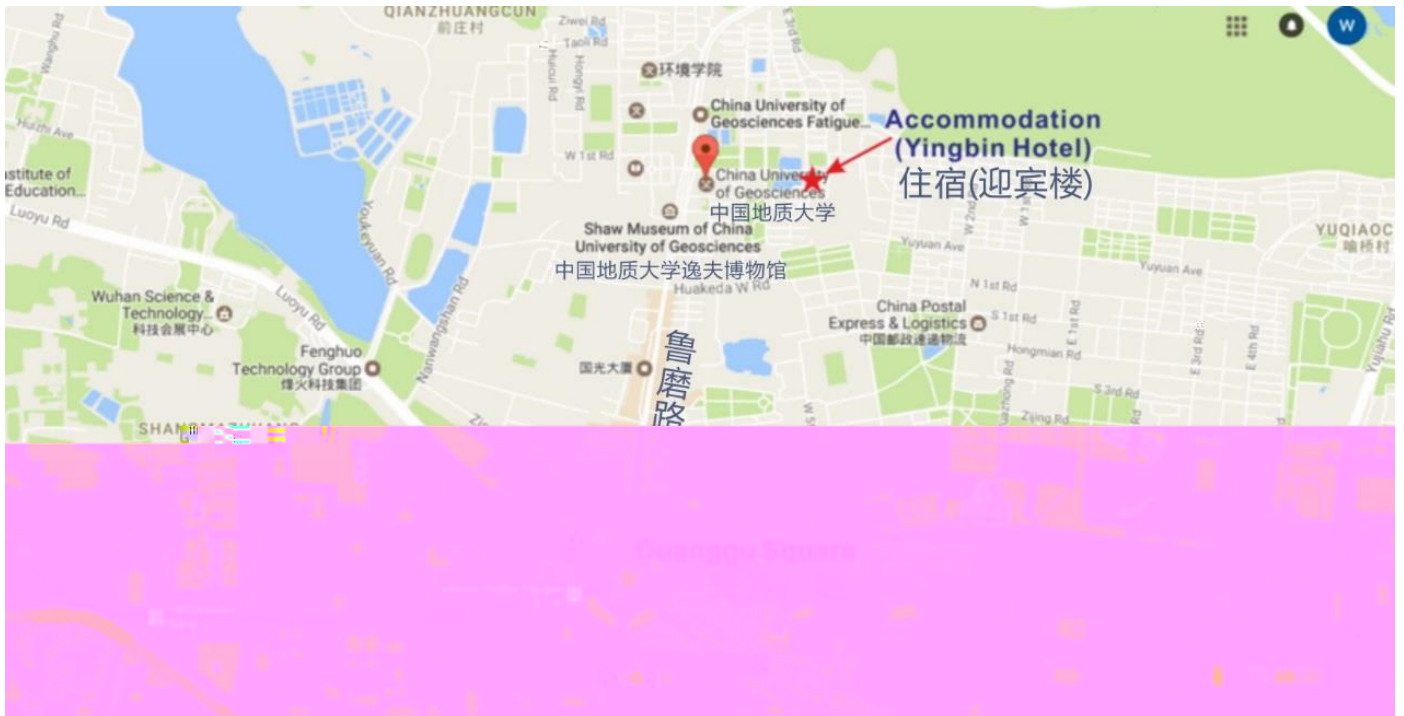 QIANZHUANGCUN
前庄村
Ziwei Rd
Taoli Rd
E 3rd Rd
Wanghu Rd
Hongyi Rd
环境学院
W
China University of
Geosciences Fatigue...
Accommodation
(Yingbin Hotel)
住宿(迎宾楼)
Huizhi Ave
W 1st Rd
stitute of
Education...
China University
of Geosciences
中国地质大学
Luoyu Rd
Youkeyuan Rd
Shaw Museum of China
University of Geosciences
中国地质大学逸夫博物馆
W 2nd Rd
Yuyuan Ave
Yuyuan Ave
YUQIAOC
喻桥村
Huakeda W Rd
N 1st Rd
Wuhan Science &
Technology...
科技会展中心
Luoyu Rd
Nanwangshan Rd
China Postal
Express & Logistics
中国邮政速递物流
S 1st Rd
E 1st Rd
E 3rd Rd
E 4th Rd
Yujiahu Rd
Hongmian Rd
Fenghuo
Technology Group
烽火科技集团
国光大厦
鲁磨路
S 3rd Rd
Zijing Rd
Guanggu Square